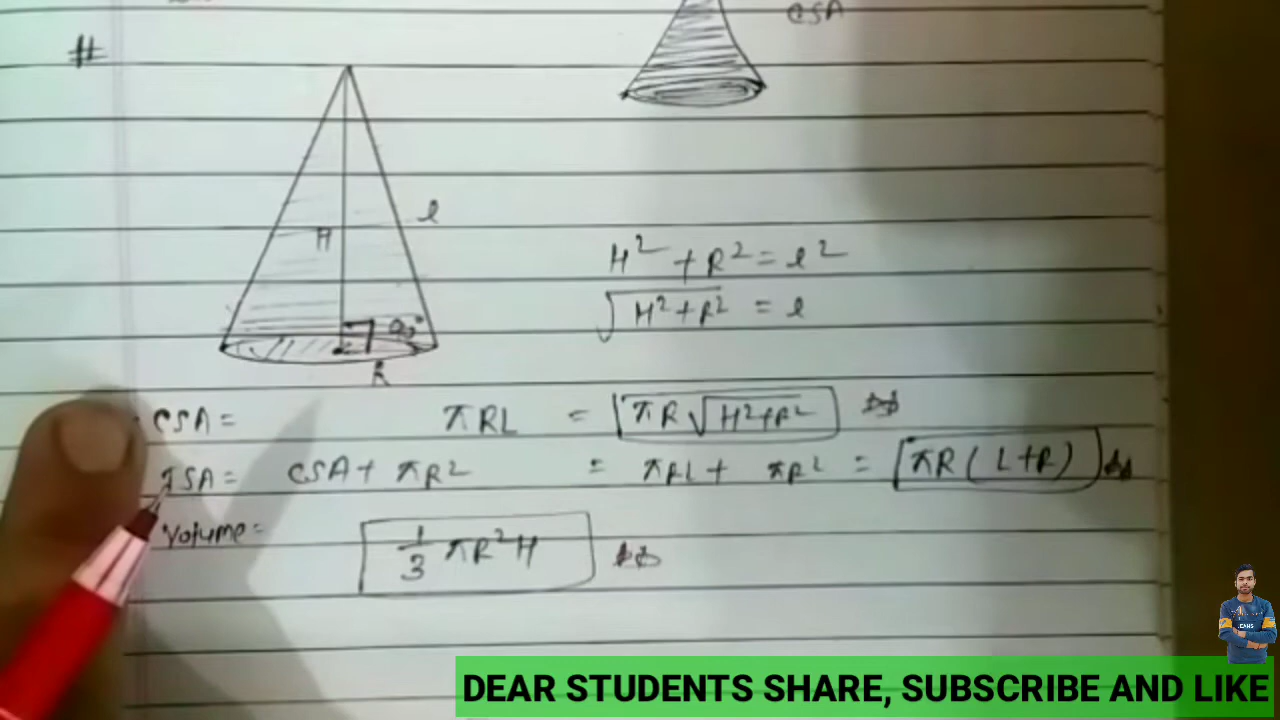 CSA
#
l
H
90°
R
H² + R² = l²
√H²+R² = l
CSA = πRL = πR√H²+R²
TSA = CSA + πR² = πRL + πR² = πR(L+R)
Volume = 1/3 πR²H
DEAR STUDENTS SHARE, SUBSCRIBE AND LIKE